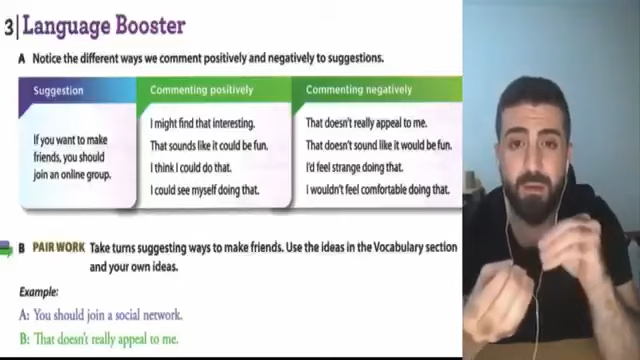 3 Language Booster
A Notice the different ways we comment positively and negatively to suggestions.
Suggestion
If you want to make
friends, you should
join an online group.
Commenting positively
I might find that interesting.
That sounds like it could be fun.
I think I could do that.
I could see myself doing that.
Commenting negatively
That doesn't really appeal to me.
That doesn't sound like it would be fun.
I'd feel strange doing that.
I wouldn't feel comfortable doing that.
B PAIR WORK Take turns suggesting ways to make friends. Use the ideas in the Vocabulary section
and your own ideas.
Example:
A: You should join a social network.
B: That doesn't really appeal to me.